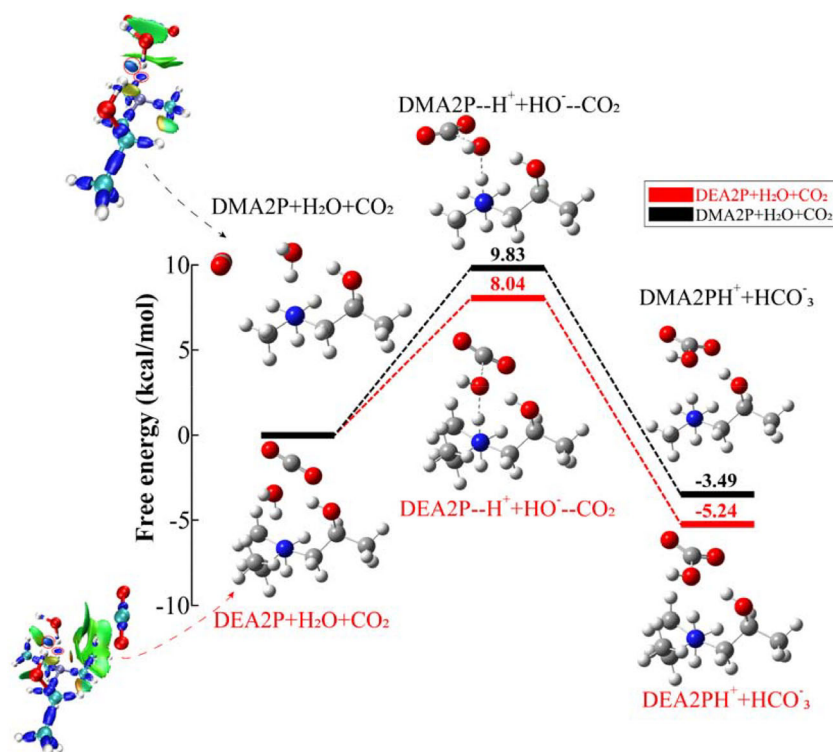 DMA2P--H⁺+HO⁻--CO₂
DEA2P+H₂O+CO₂
DMA2P+H₂O+CO₂
DMA2P+H₂O+CO₂
Free energy (kcal/mol)
10
5
0
-5
-10
9.83
8.04
DMA2PH⁺+HCO⁻₃
-3.49
-5.24
DEA2P--H⁺+HO⁻--CO₂
DEA2P+H₂O+CO₂
DEA2PH⁺+HCO⁻₃